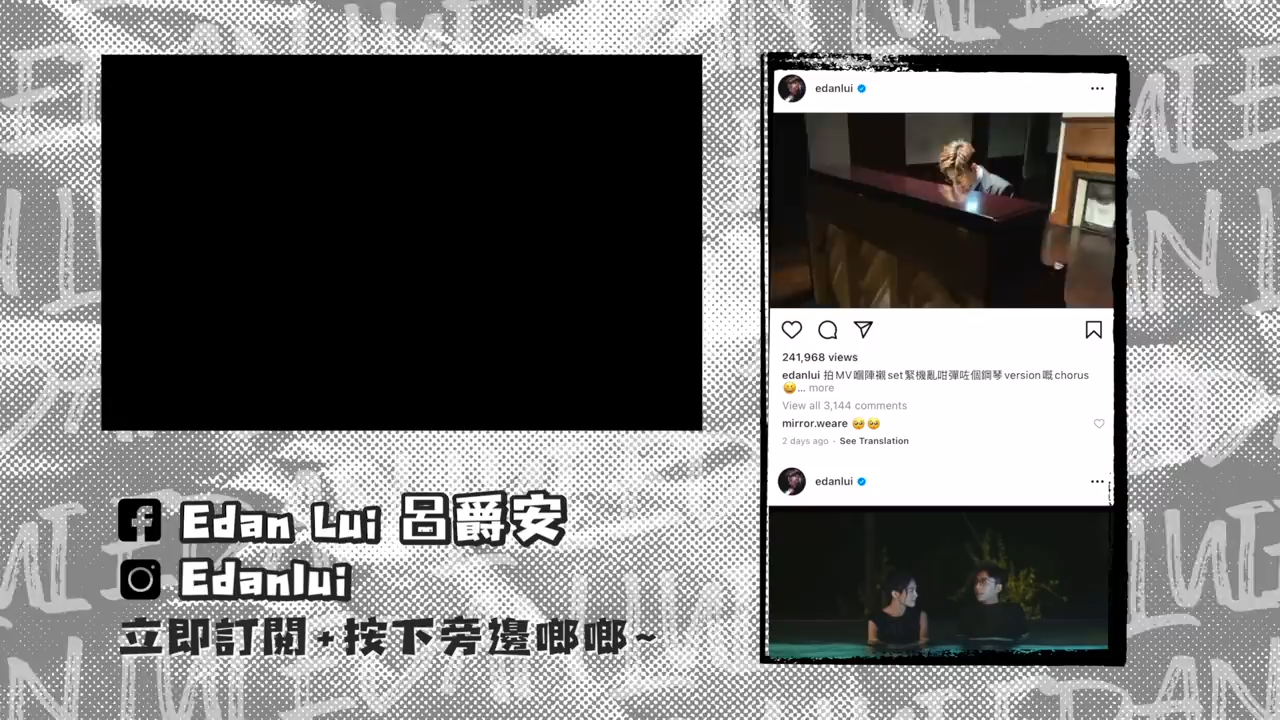 Edan Lui 呂爵安
Edanlui
立即訂閱+按下旁邊啷啷~
edanlui
241,968 views
edanlui 拍MV嗰陣襯set緊機亂咁彈咗個鋼琴version嘅chorus
😆... more
View all 3,144 comments
mirror.weare 🥹🥹
2 days ago · See Translation
edanlui